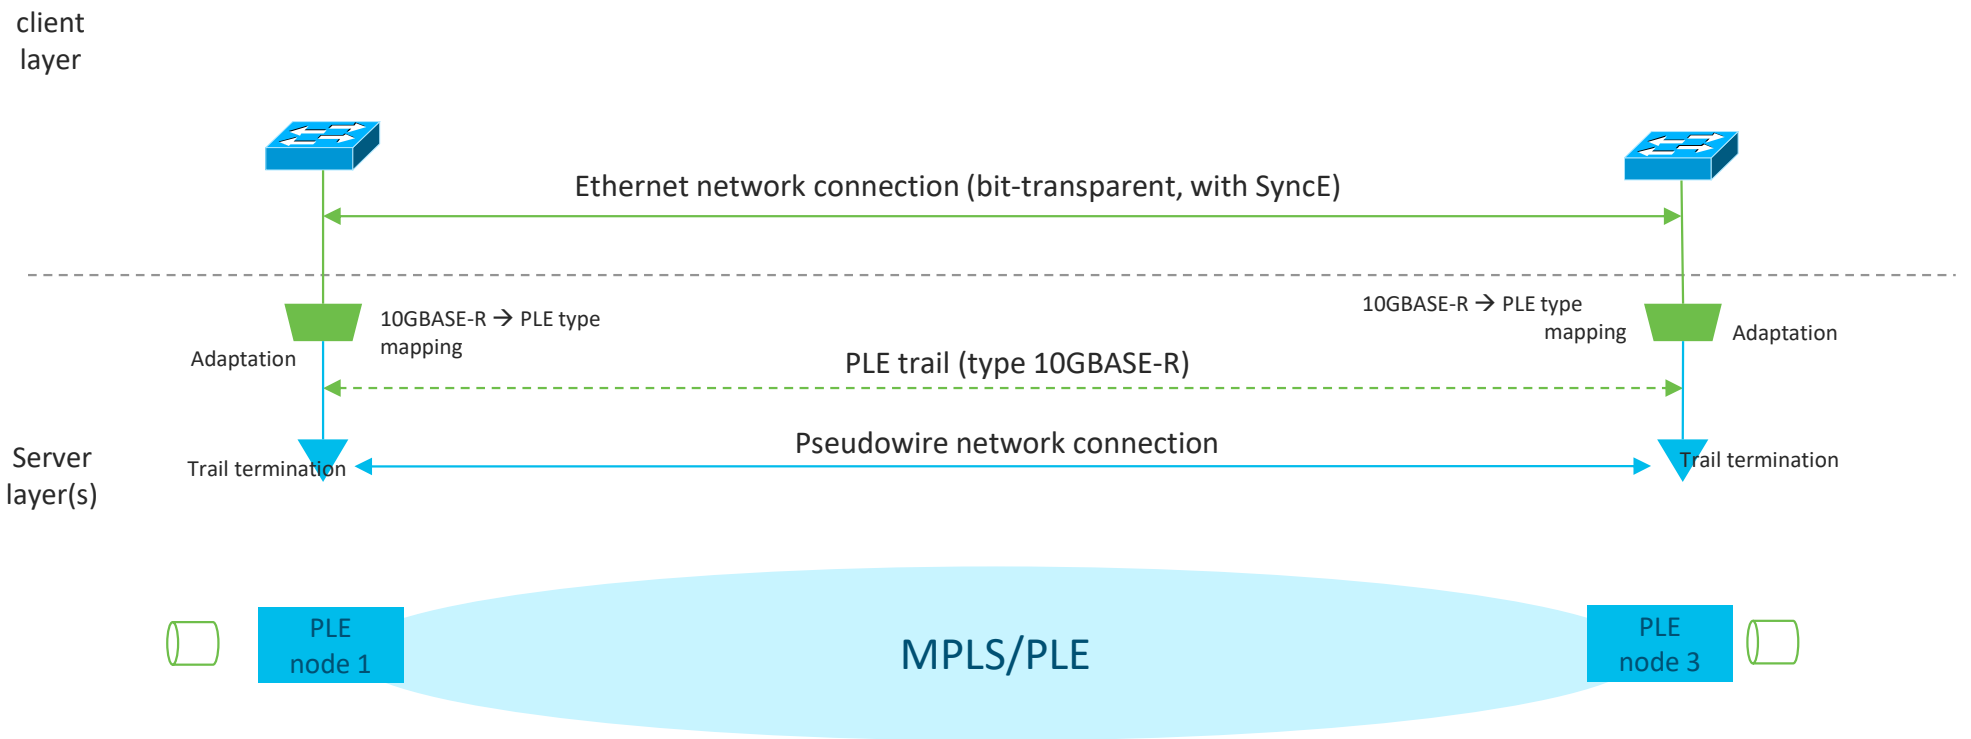 client
layer
Ethernet network connection (bit-transparent, with SyncE)
10GBASE-R → PLE type
mapping
Adaptation
10GBASE-R → PLE type
mapping
Adaptation
PLE trail (type 10GBASE-R)
Pseudowire network connection
Server
layer(s)
Trail termination
Trail termination
PLE
node 1
MPLS/PLE
PLE
node 3